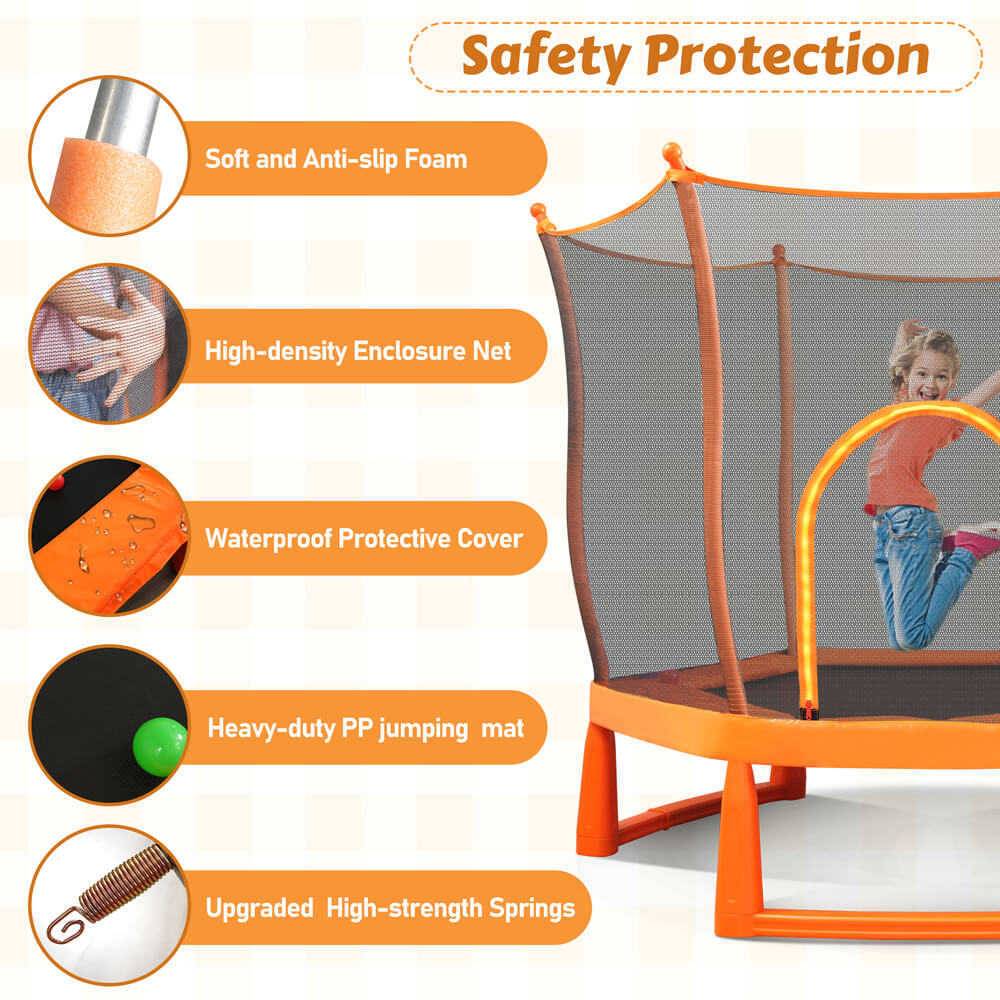 Safety Protection
Soft and Anti-slip Foam
High-density Enclosure Net
Waterproof Protective Cover
Heavy-duty PP jumping mat
Upgraded High-strength Springs